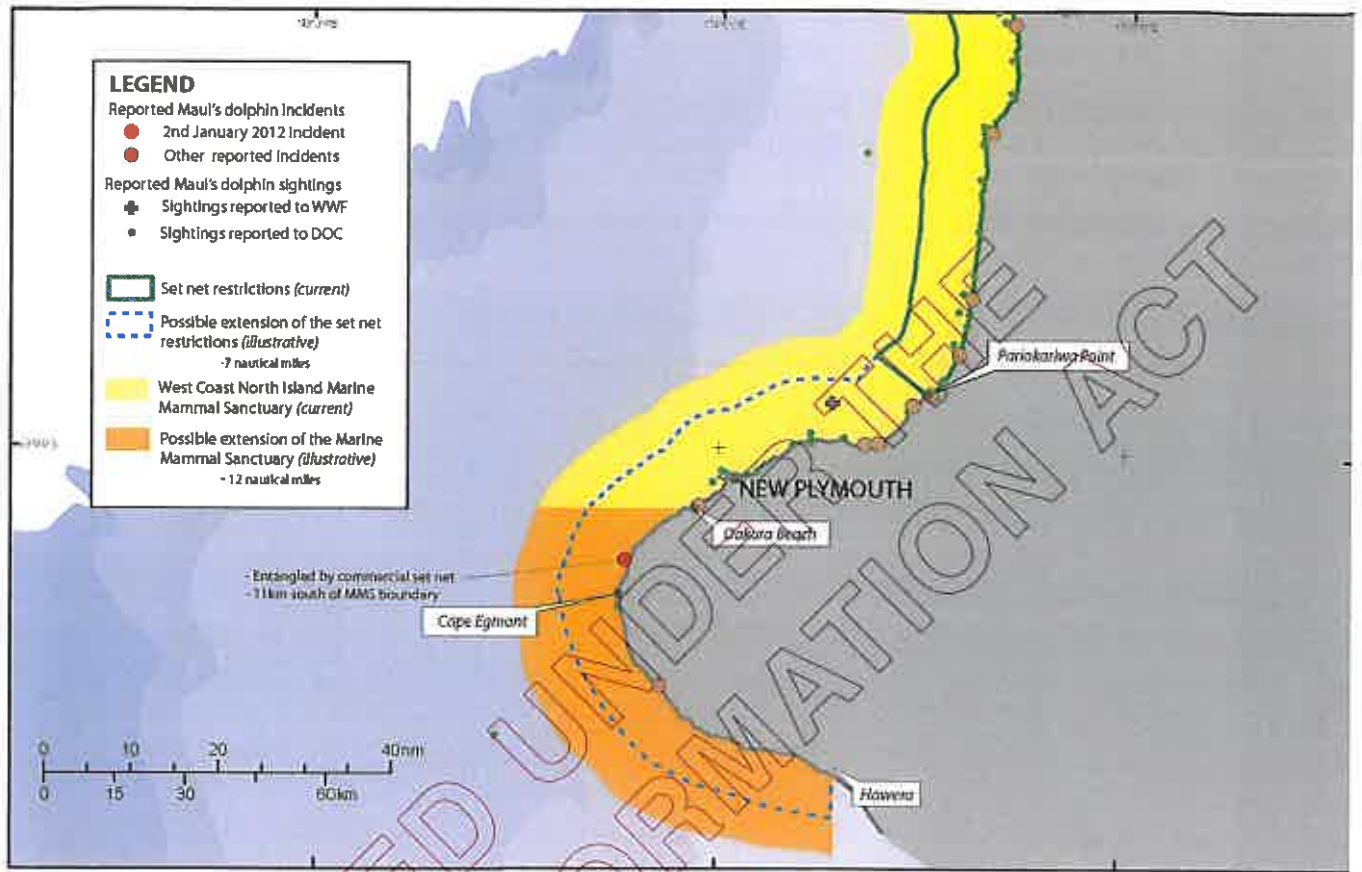 LEGEND
Reported Maui's dolphin incidents
2nd January 2012 Incident
Other reported incidents
Reported Maui's dolphin sightings
Sightings reported to WWF
Sightings reported to DOC
Set net restrictions (current)
Possible extension of the set net
restrictions (illustrative)
~7 nautical miles
West Coast North Island Marine
Mammal Sanctuary (current)
Possible extension of the Marine
Mammal Sanctuary (illustrative)
~ 12 nautical miles
Pariokariwa Point
NEW PLYMOUTH
Oakura Beach
- Entangled by commercial set net
- 11km south of MMS boundary
Cape Egmont
Hawera
0 10 20 40nm
0 15 30 60km
ED UNDER THE
ORMATION ACT